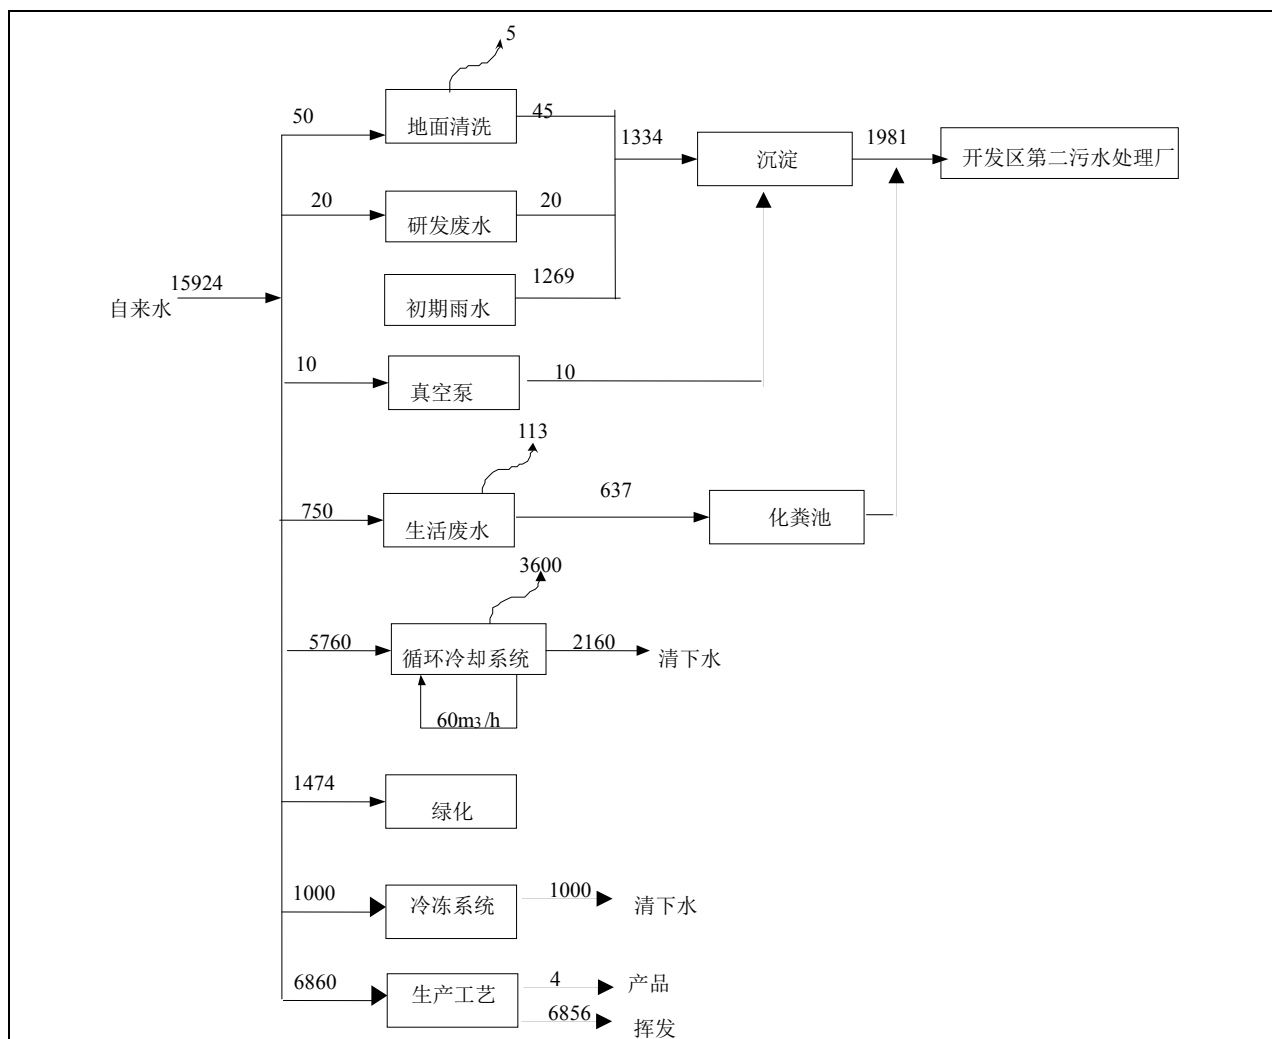 5
50
地面清洗
45
1334
沉淀
1981
开发区第二污水处理厂
20
研发废水
20
15924
自来水
初期雨水
1269
10
真空泵
10
113
750
生活废水
637
化粪池
3600
5760
循环冷却系统
2160
清下水
60m3/h
1474
绿化
1000
冷冻系统
1000
清下水
6860
生产工艺
4
产品
6856
挥发